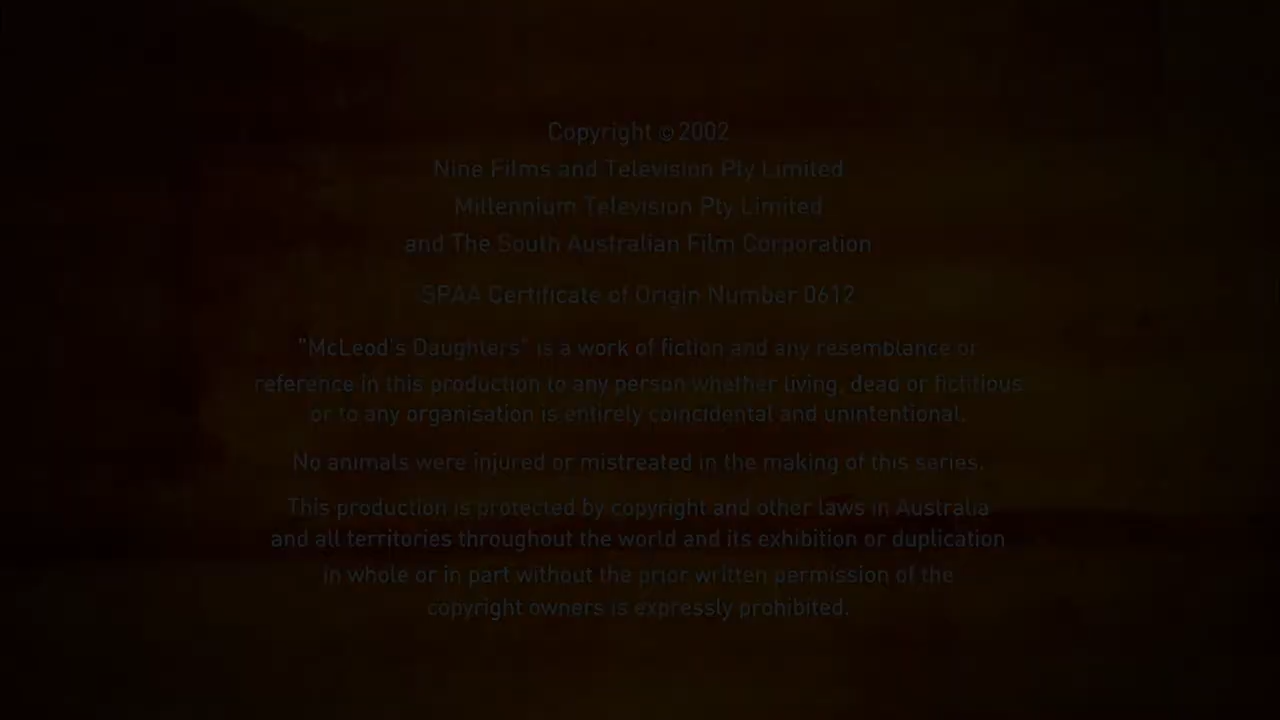 Copyright © 2002
Nine Films and Television Pty Limited
Millennium Television Pty Limited
and The South Australian Film Corporation
SPAA Certificate of Origin Number 0612
"McLeod's Daughters" is a work of fiction and any resemblance or
reference in this production to any person whether living, dead or fictitious
or to any organisation is entirely coincidental and unintentional.
No animals were injured or mistreated in the making of this series.
This production is protected by copyright and other laws in Australia
and all territories throughout the world and its exhibition or duplication
in whole or in part without the prior written permission of the
copyright owners is expressly prohibited.